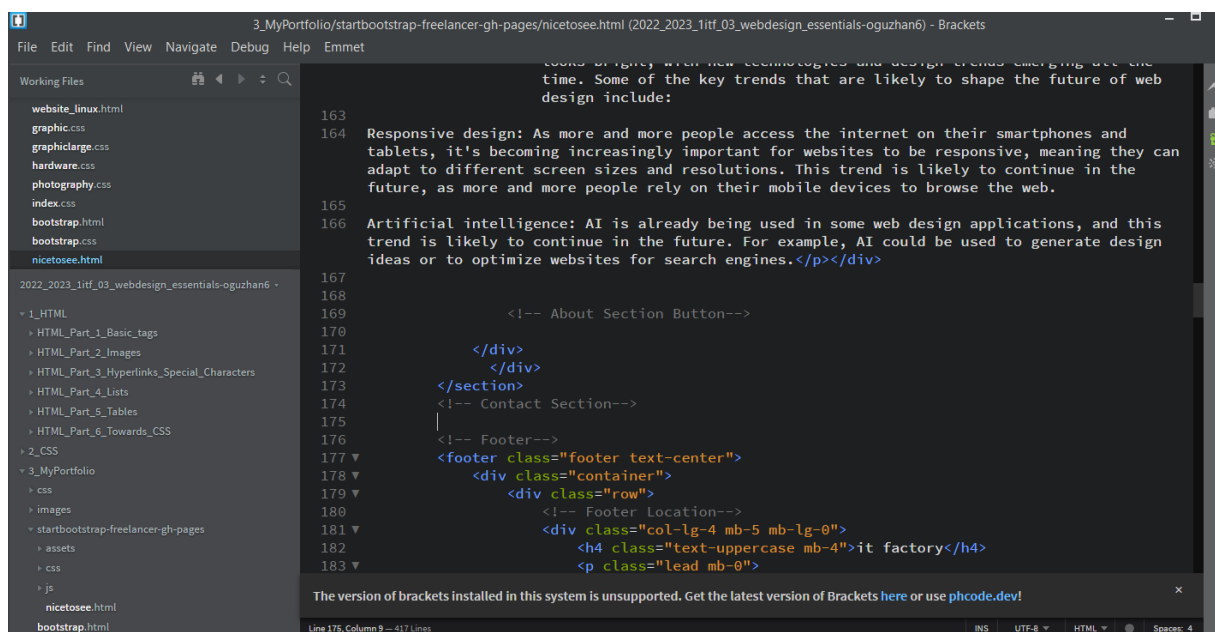 3_MyPortfolio/startbootstrap-freelancer-gh-pages/nicetosee.html (2022_2023_1itf_03_webdesign_essentials-oguzhan6) - Brackets
File Edit Find View Navigate Debug Help Emmet
Working Files
website_linux.html
graphic.css
graphiclarge.css
hardware.css
photography.css
index.css
bootstrap.html
bootstrap.css
nicetosee.html
2022_2023_1itf_03_webdesign_essentials-oguzhan6
1_HTML
HTML_Part_1_Basic_tags
HTML_Part_2_Images
HTML_Part_3_Hyperlinks_Special_Characters
HTML_Part_4_Lists
HTML_Part_5_Tables
HTML_Part_6_Towards_CSS
2_CSS
3_MyPortfolio
css
images
startbootstrap-freelancer-gh-pages
assets
css
js
nicetosee.html
bootstrap.html
looks bright, with new technologies and design trends emerging all the
time. Some of the key trends that are likely to shape the future of web
design include:
163
164 Responsive design: As more and more people access the internet on their smartphones and
tablets, it's becoming increasingly important for websites to be responsive, meaning they can
adapt to different screen sizes and resolutions. This trend is likely to continue in the
future, as more and more people rely on their mobile devices to browse the web.
165
166 Artificial intelligence: AI is already being used in some web design applications, and this
trend is likely to continue in the future. For example, AI could be used to generate design
ideas or to optimize websites for search engines.</p></div>
167
168
169 <!-- About Section Button-->
170
171 </div>
172 </div>
173 </section>
174 <!-- Contact Section-->
175
176 <!-- Footer-->
177 <footer class="footer text-center">
178 <div class="container">
179 <div class="row">
180 <!-- Footer Location-->
181 <div class="col-lg-4 mb-5 mb-lg-0">
182 <h4 class="text-uppercase mb-4">it factory</h4>
183 <p class="lead mb-0">
The version of brackets installed in this system is unsupported. Get the latest version of Brackets here or use phcode.dev!
Line 175, Column 9 — 417 Lines INS UTF-8 HTML Spaces: 4